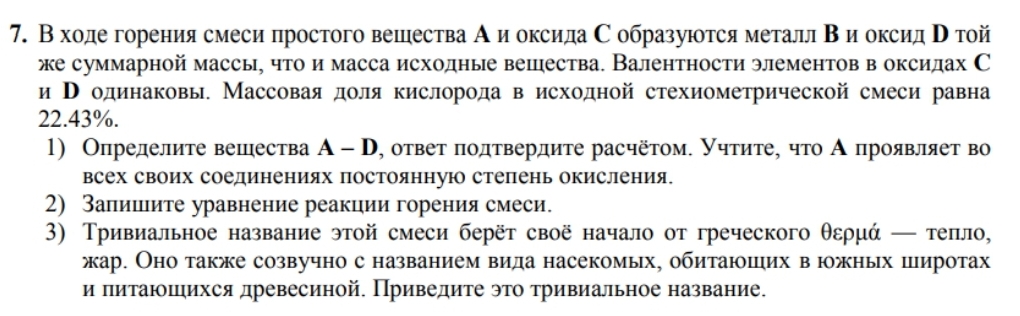 7. В ходе горения смеси простого вещества А и оксида С образуются металл В и оксид D той
же суммарной массы, что и масса исходные вещества. Валентности элементов в оксидах С
и D одинаковы. Массовая доля кислорода в исходной стехиометрической смеси равна
22.43%.
1) Определите вещества А – D, ответ подтвердите расчётом. Учтите, что А проявляет во
всех своих соединениях постоянную степень окисления.
2) Запишите уравнение реакции горения смеси.
3) Тривиальное название этой смеси берёт своё начало от греческого θερμά — тепло,
жар. Оно также созвучно с названием вида насекомых, обитающих в южных широтах
и питающихся древесиной. Приведите это тривиальное название.